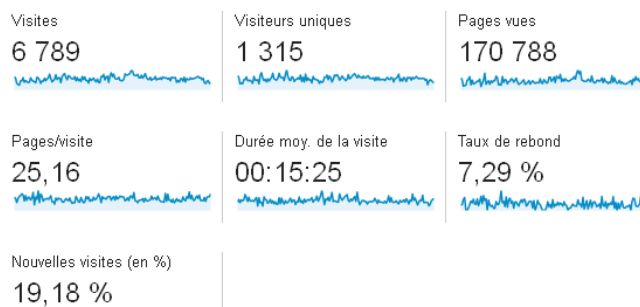 Visites
6 789
Visiteurs uniques
1 315
Pages vues
170 788
Pages/visite
25,16
Durée moy. de la visite
00:15:25
Taux de rebond
7,29 %
Nouvelles visites (en %)
19,18 %